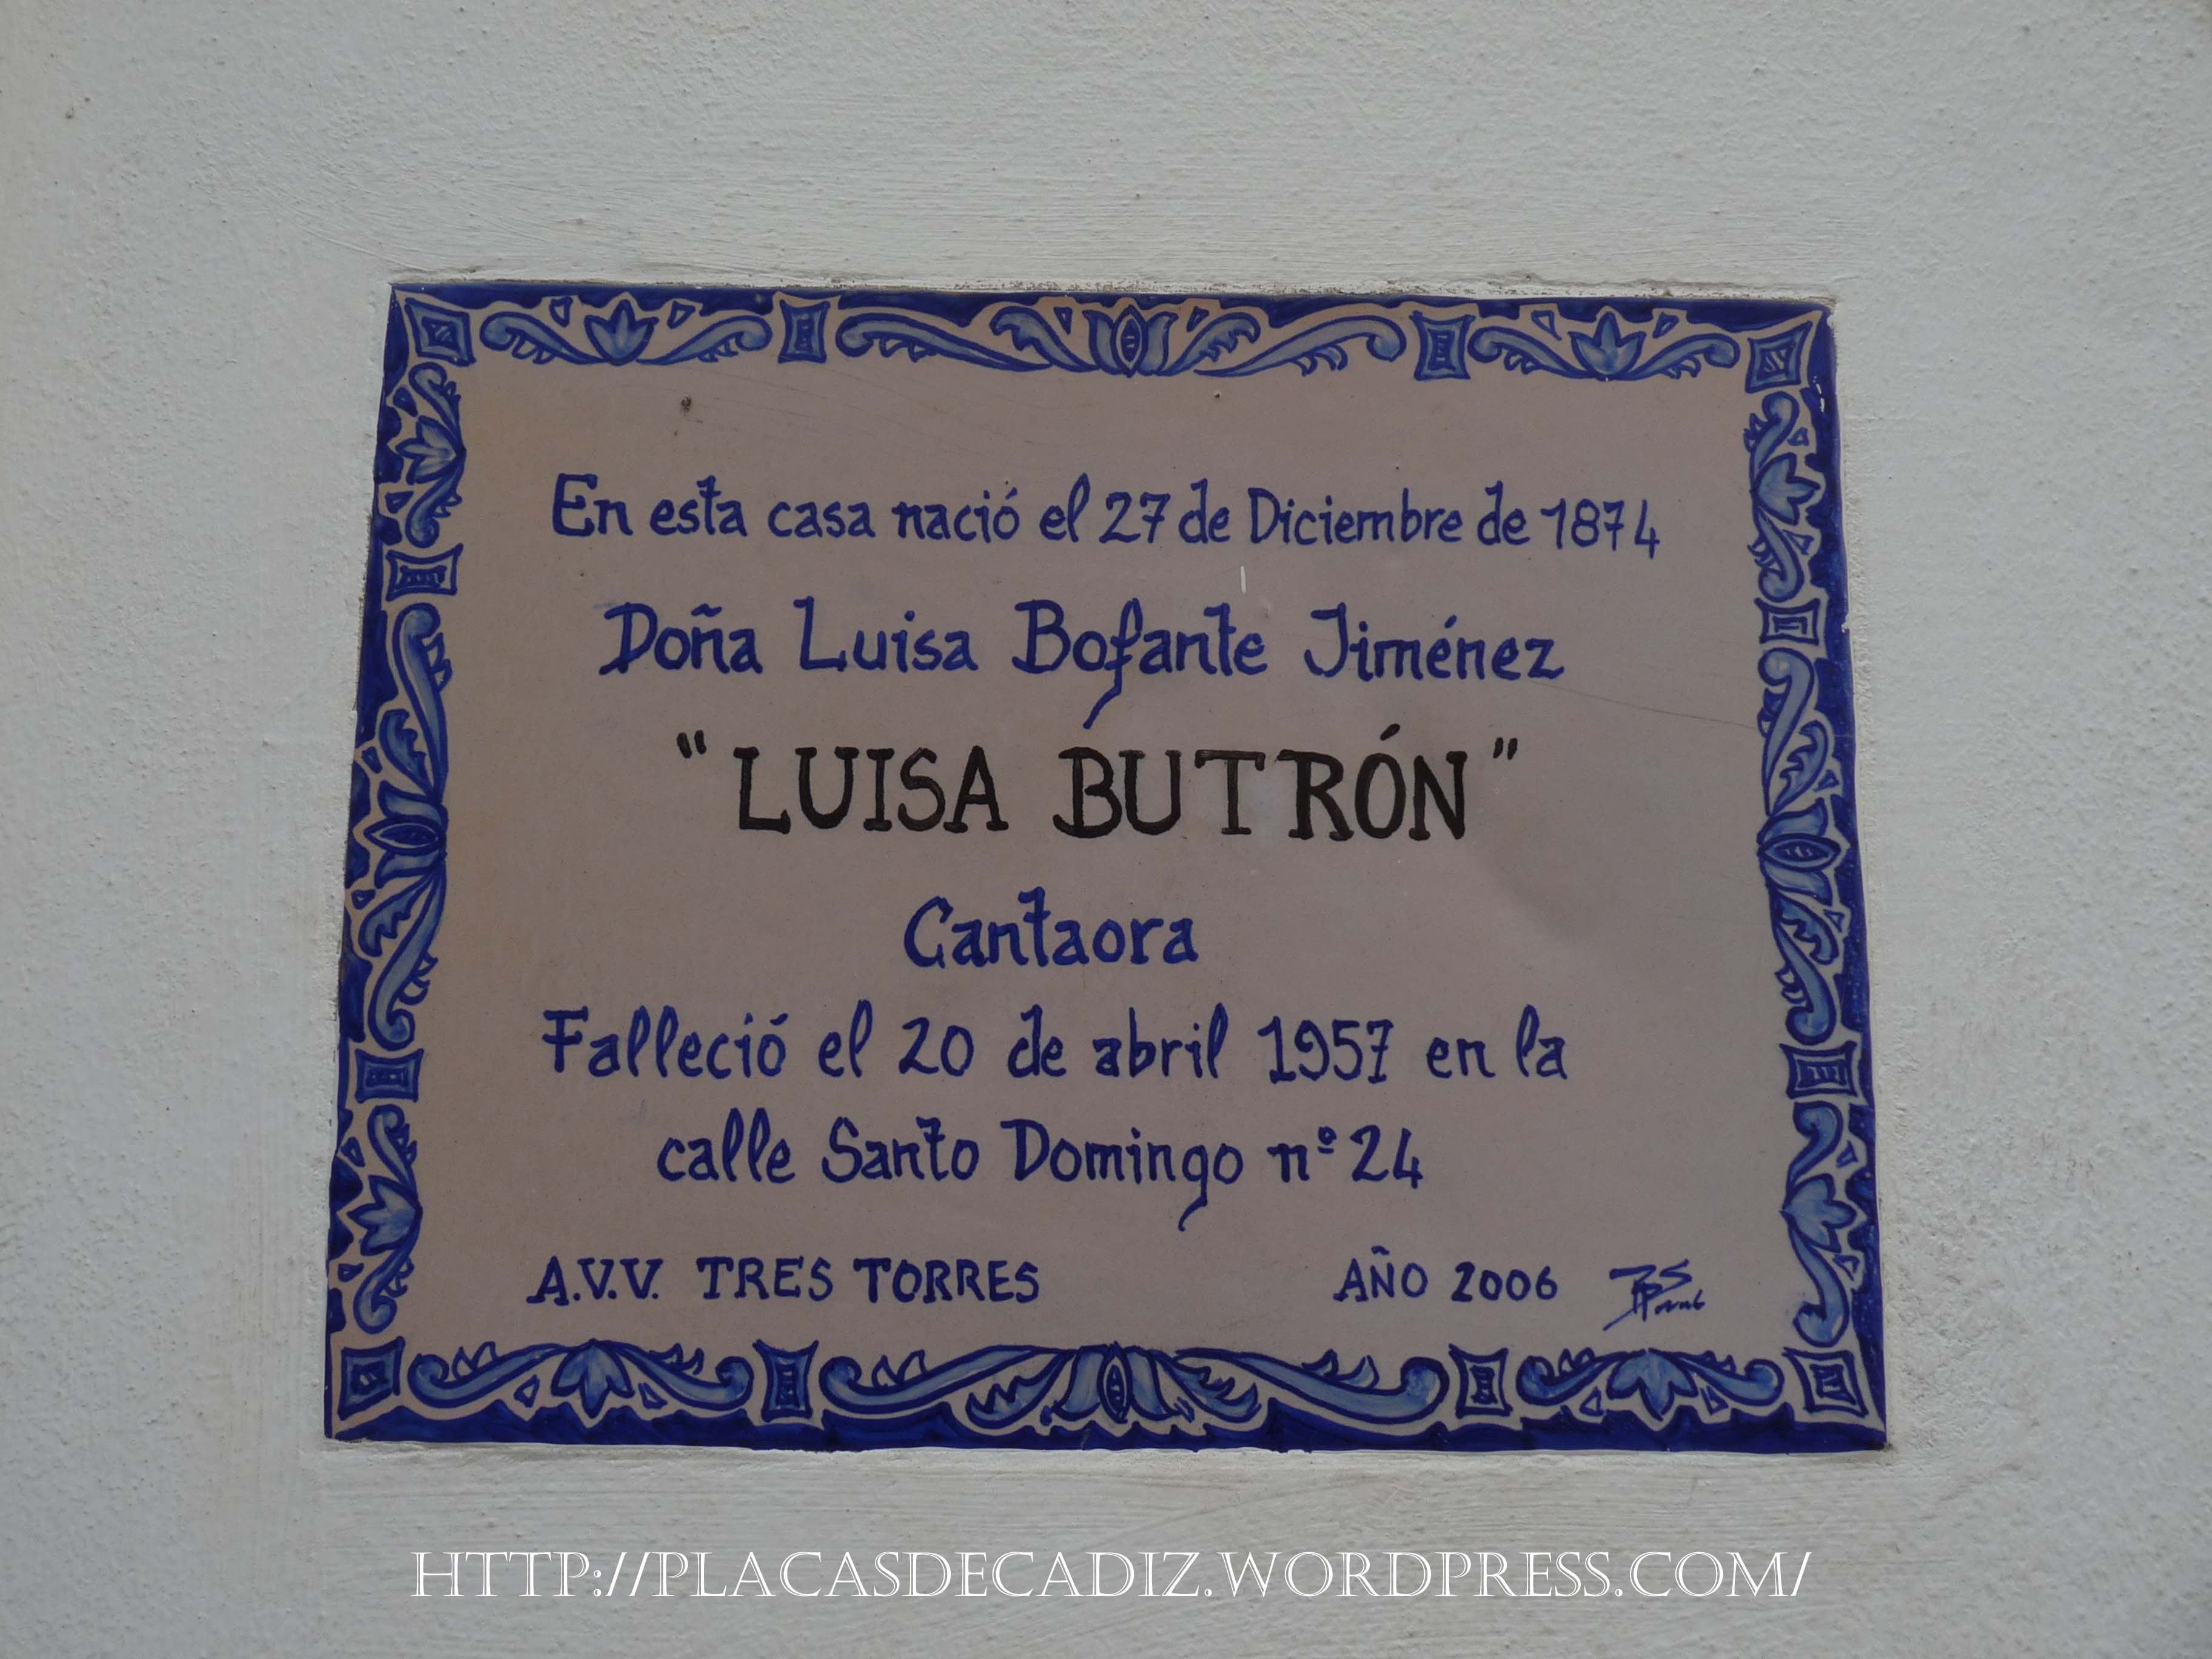 En esta casa nació el 27 de Diciembre de 1874
Doña Luisa Bofante Jiménez
"LUISA BUTRÓN"
Cantaora
Falleció el 20 de abril 1957 en la
calle Santo Domingo nº 24
A.V.V. TRES TORRES AÑO 2006
HTTP://PLACASDECADIZ.WORDPRESS.COM/